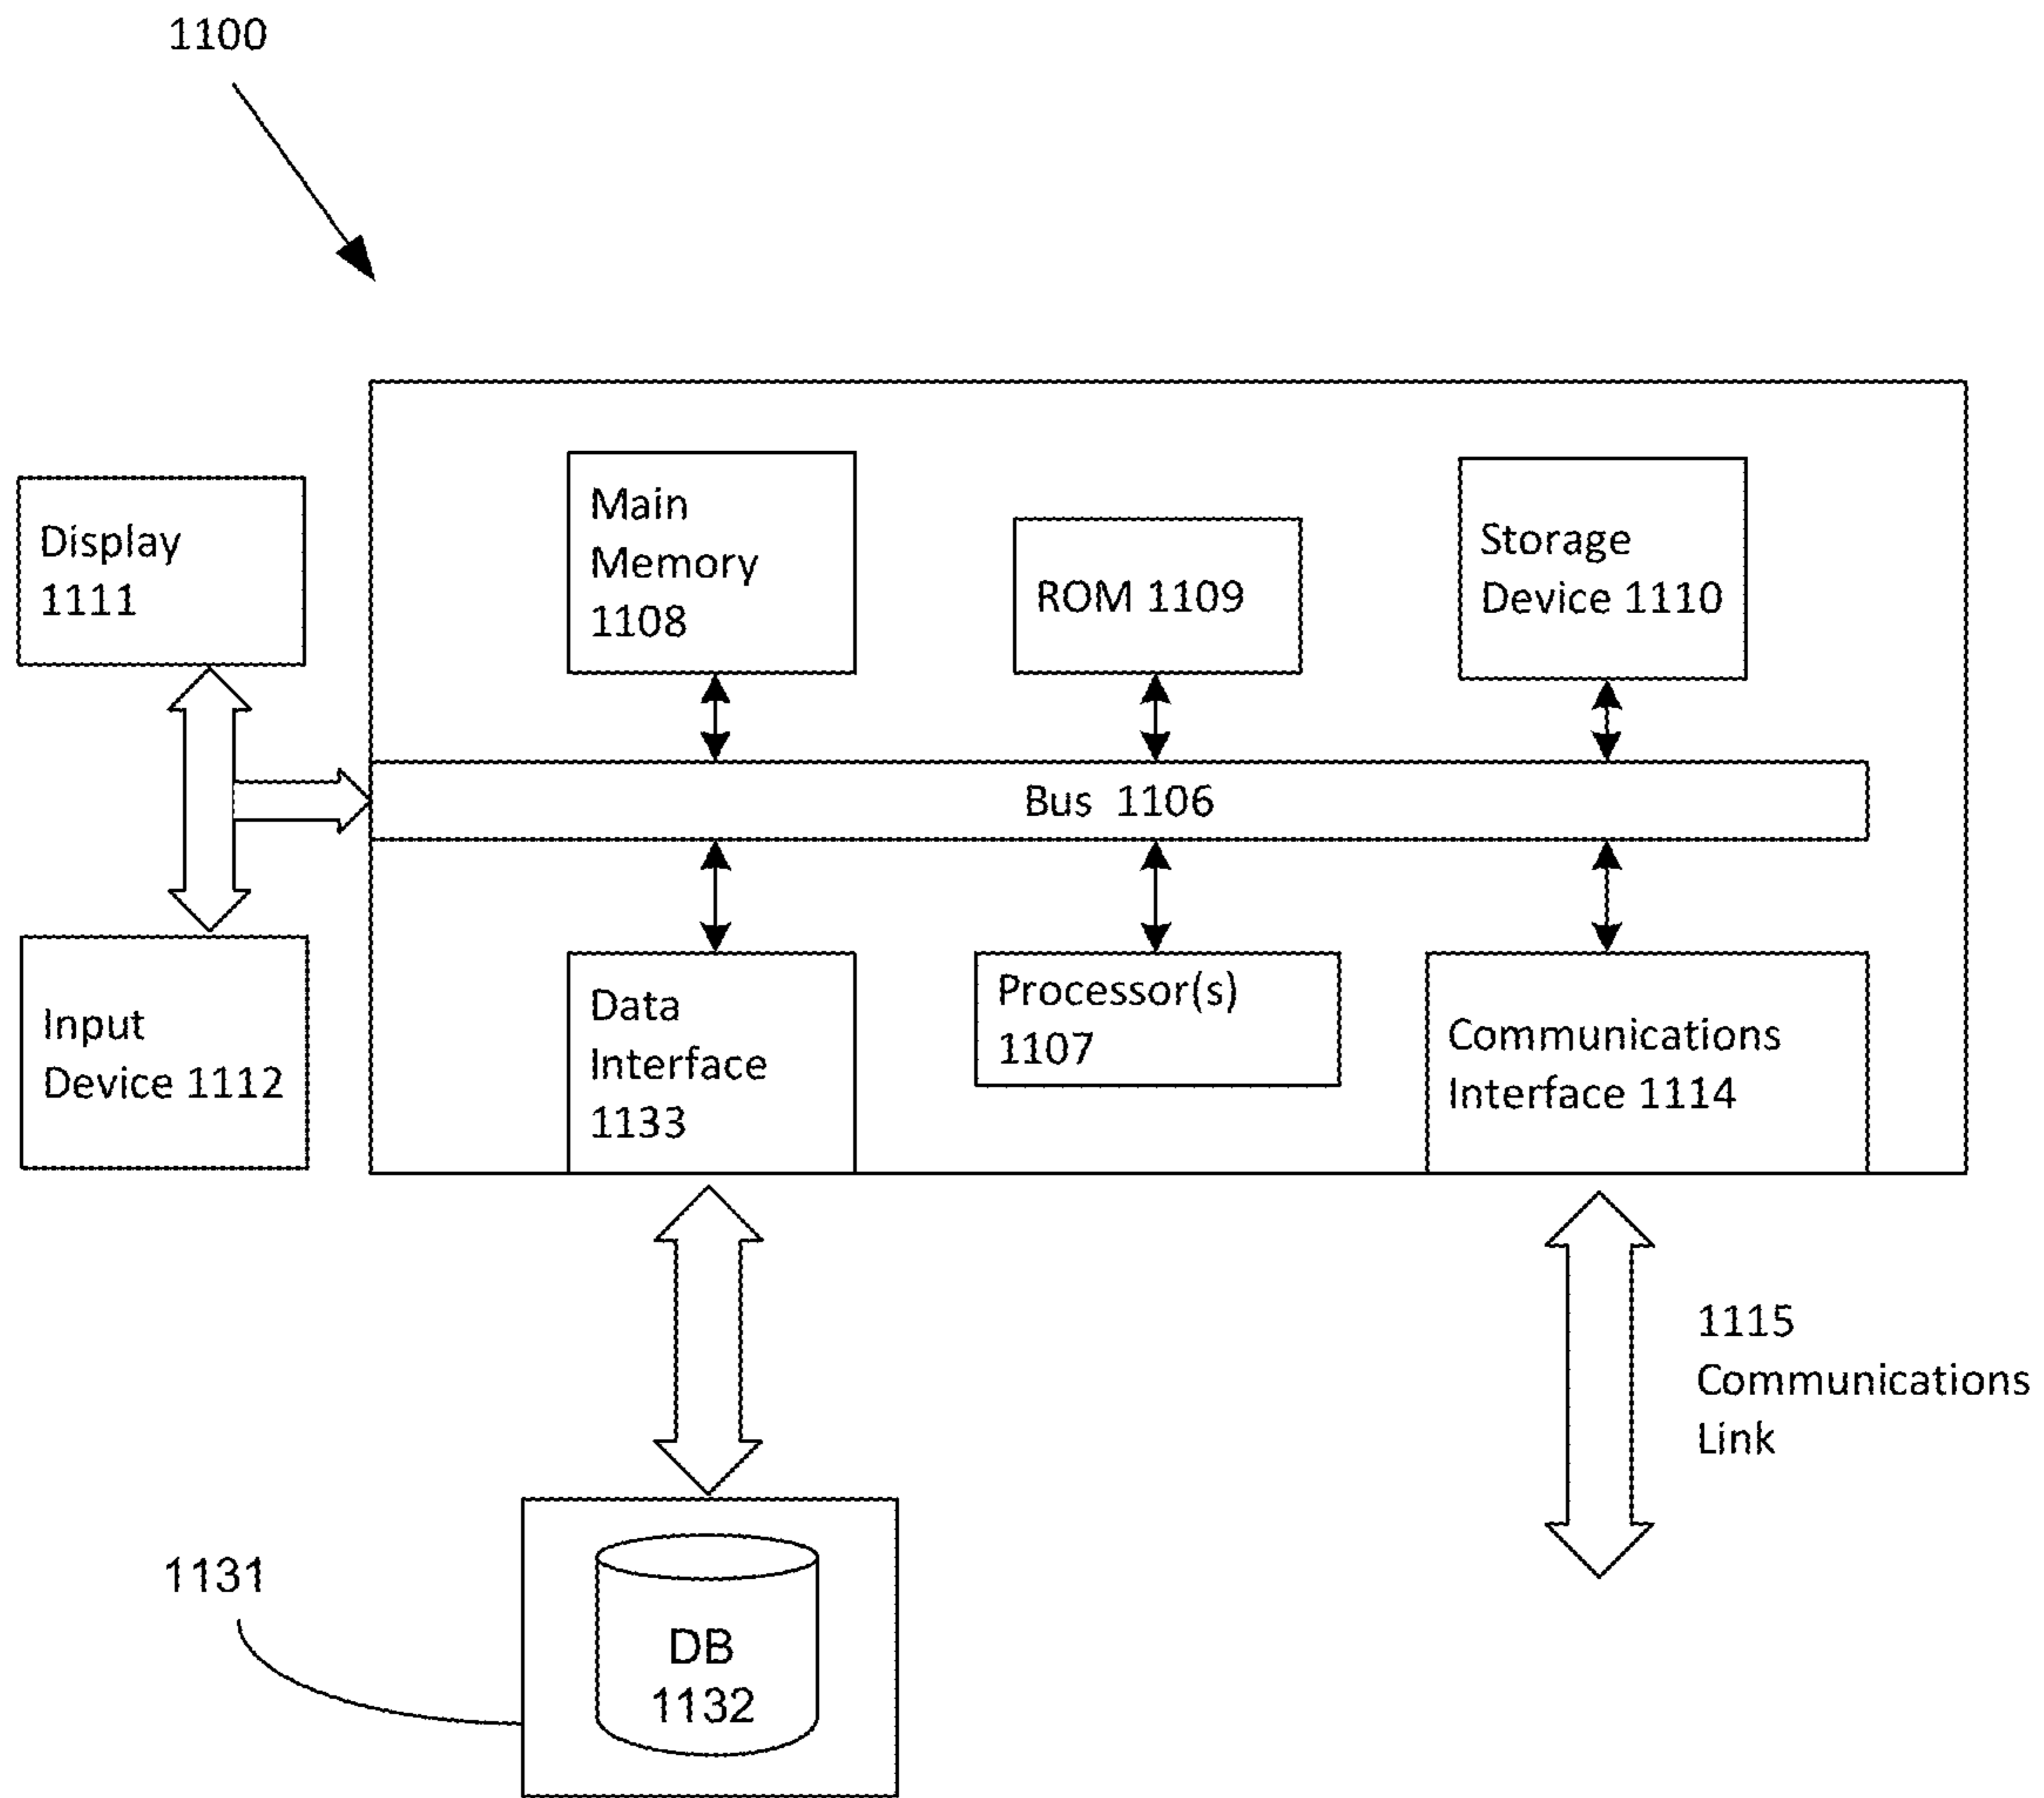 1100
Display
1111
Main
Memory
1108
ROM 1109
Storage
Device 1110
Bus 1106
Input
Device 1112
Data
Interface
1133
Processor(s)
1107
Communications
Interface 1114
1115
Communications
Link
1131
DB
1132